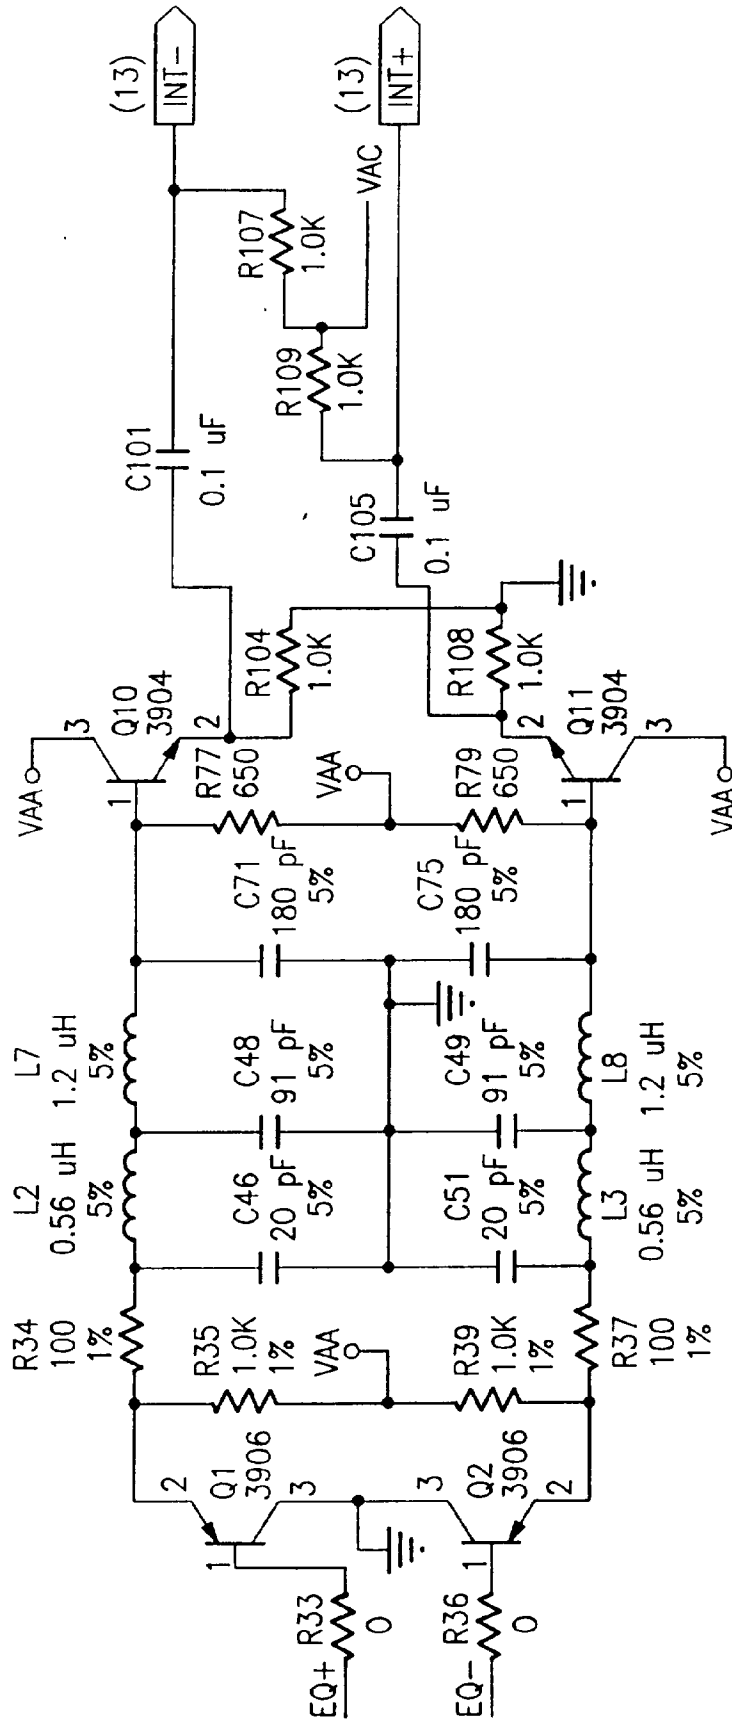 EQ+
R33
0
EQ-
R36
0
1
2
Q1
3906
3
3
Q2
3906
2
1
R34
100
1%
R35
1.0K
1%
VAA
R39
1.0K
1%
R37
100
1%
L2
0.56 uH
5%
C46
20 pF
5%
C51
20 pF
5%
L3
0.56 uH
5%
L7
1.2 uH
5%
C48
91 pF
5%
C49
91 pF
5%
L8
1.2 uH
5%
C71
180 pF
5%
C75
180 pF
5%
R77
650
VAA
R79
650
VAA
3
Q10
3904
2
1
1
2
Q11
3904
3
VAA
R104
1.0K
R108
1.0K
C101
0.1 uF
C105
0.1 uF
R107
1.0K
R109
1.0K
VAC
(13)
INT-
(13)
INT+